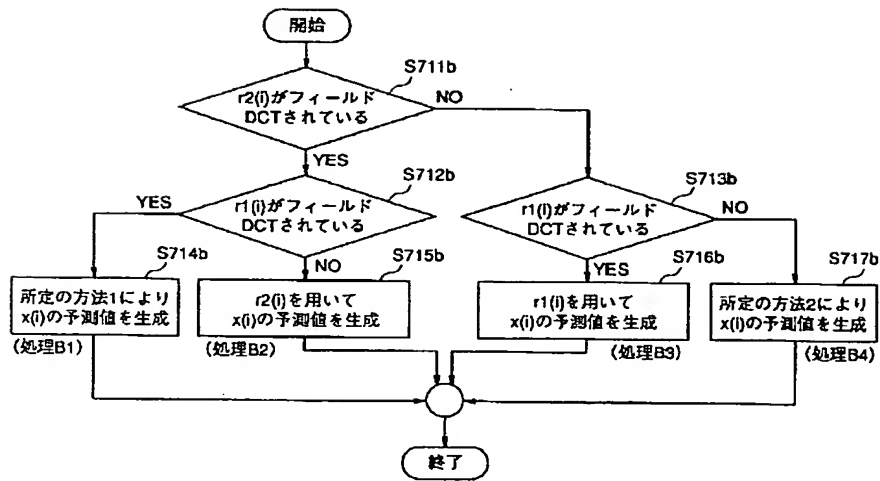 開始
S711b
r2(i)がフィールド
DCTされている
NO
YES
S712b
r1(i)がフィールド
DCTされている
YES
NO
S713b
r1(i)がフィールド
DCTされている
NO
YES
S714b
所定の方法1により
x(i)の予測値を生成
(処理B1)
S715b
r2(i)を用いて
x(i)の予測値を生成
(処理B2)
S716b
r1(i)を用いて
x(i)の予測値を生成
(処理B3)
S717b
所定の方法2により
x(i)の予測値を生成
(処理B4)
終了